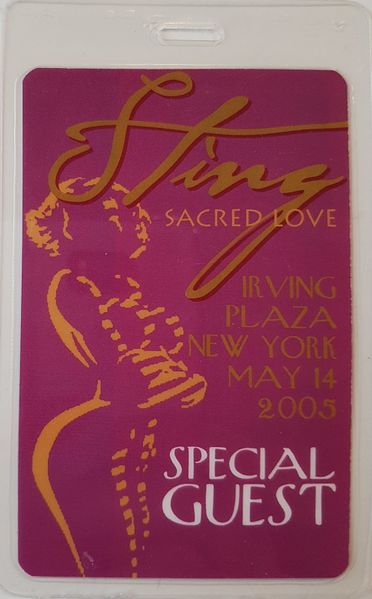 Sting
SACRED LOVE
IRVING
PLAZA
NEW YORK
MAY 14
2005
SPECIAL
GUEST